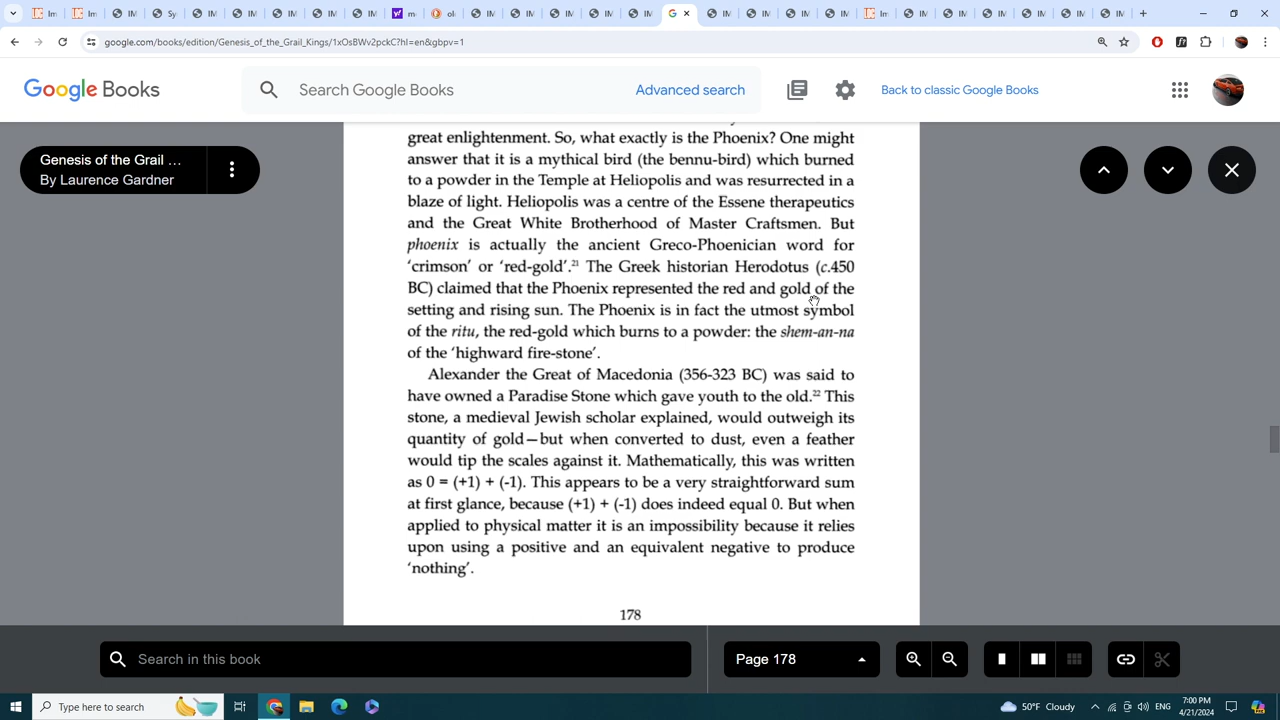 google.com/books/edition/Genesis_of_the_Grail_Kings/1xOsBWv2pckC?hl=en&gbpv=1
Google Books
Search Google Books
Advanced search
Back to classic Google Books
Genesis of the Grail ...
By Laurence Gardner
great enlightenment. So, what exactly is the Phoenix? One might
answer that it is a mythical bird (the bennu-bird) which burned
to a powder in the Temple at Heliopolis and was resurrected in a
blaze of light. Heliopolis was a centre of the Essene therapeutics
and the Great White Brotherhood of Master Craftsmen. But
phoenix is actually the ancient Greco-Phoenician word for
‘crimson’ or ‘red-gold’.²¹ The Greek historian Herodotus (c.450
BC) claimed that the Phoenix represented the red and gold of the
setting and rising sun. The Phoenix is in fact the utmost symbol
of the ritu, the red-gold which burns to a powder: the shem-an-na
of the ‘highward fire-stone’.
Alexander the Great of Macedonia (356-323 BC) was said to
have owned a Paradise Stone which gave youth to the old.²² This
stone, a medieval Jewish scholar explained, would outweigh its
quantity of gold—but when converted to dust, even a feather
would tip the scales against it. Mathematically, this was written
as 0 = (+1) + (-1). This appears to be a very straightforward sum
at first glance, because (+1) + (-1) does indeed equal 0. But when
applied to physical matter it is an impossibility because it relies
upon using a positive and an equivalent negative to produce
‘nothing’.
178
Search in this book
Page 178
Type here to search
50°F Cloudy
ENG
7:00 PM
4/21/2024